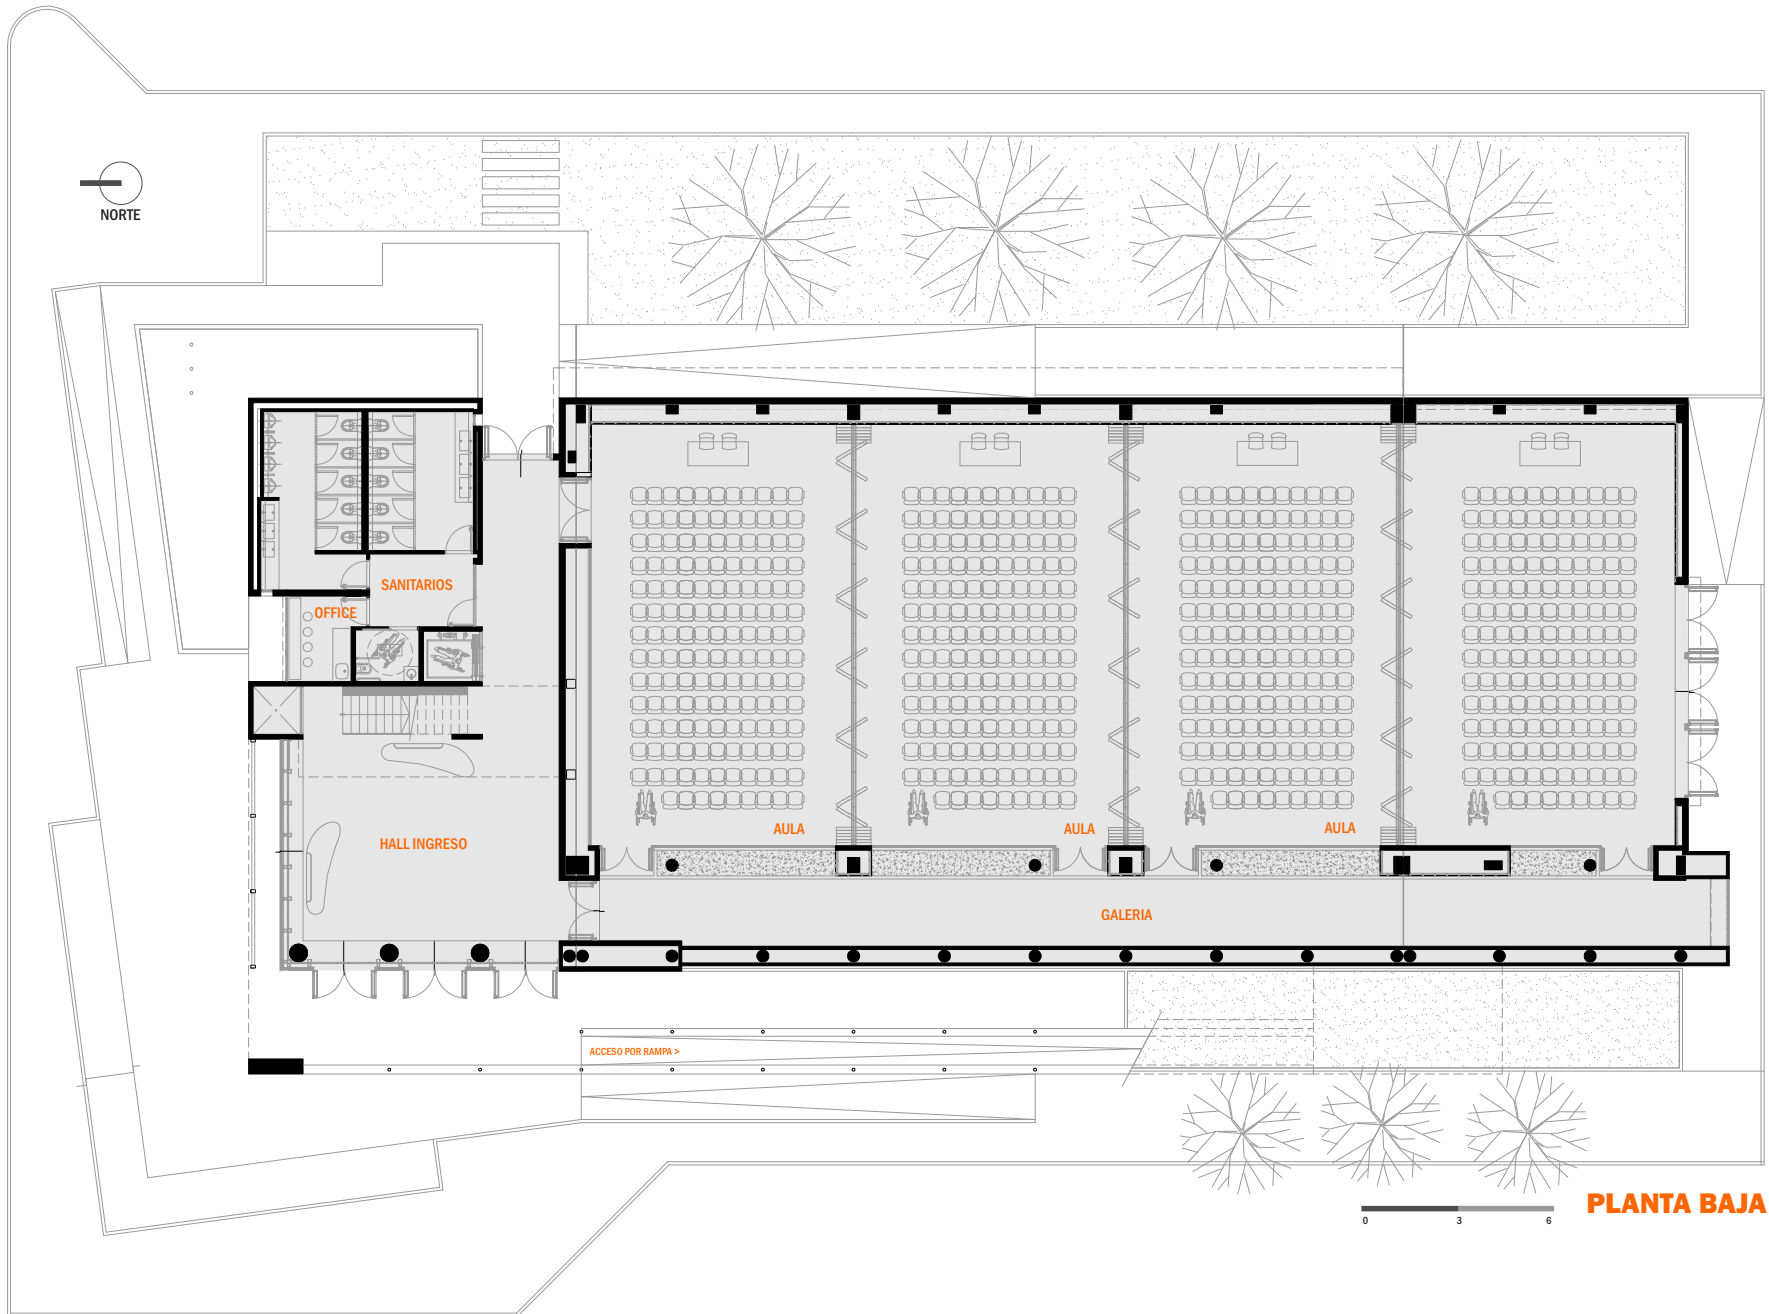 NORTE
SANITARIOS
OFFICE
HALL INGRESO
AULA
AULA
AULA
GALERIA
ACCESO POR RAMPA >
PLANTA BAJA
0 3 6